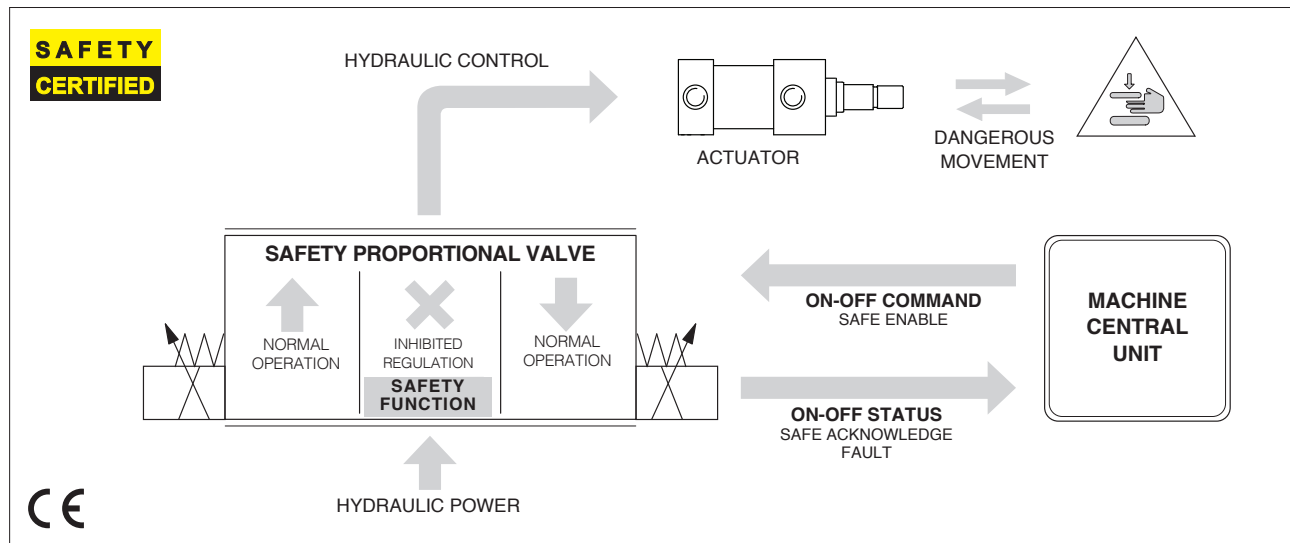 SAFETY
CERTIFIED
HYDRAULIC CONTROL
ACTUATOR
DANGEROUS
MOVEMENT
SAFETY PROPORTIONAL VALVE
NORMAL
OPERATION
INHIBITED
REGULATION
SAFETY
FUNCTION
NORMAL
OPERATION
ON-OFF COMMAND
SAFE ENABLE
MACHINE
CENTRAL
UNIT
ON-OFF STATUS
SAFE ACKNOWLEDGE
FAULT
HYDRAULIC POWER
CE